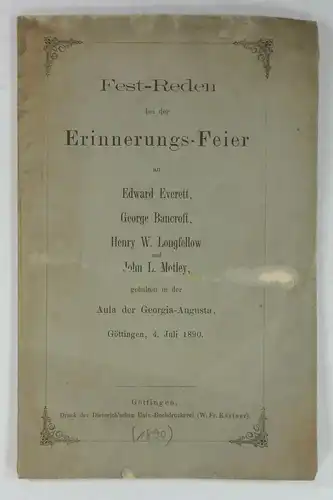 Fest-Reden
bei der
Erinnerungs-Feier
an
Edward Everett,
George Bancroft,
Henry W. Longfellow
und
John L. Motley,
gehalten in der
Aula der Georgia-Augusta,
Göttingen, 4. Juli 1890.
Göttingen,
Druck der Dieterich'schen Univ.-Buchdruckerei (W. Fr. Kästner).
(1890)